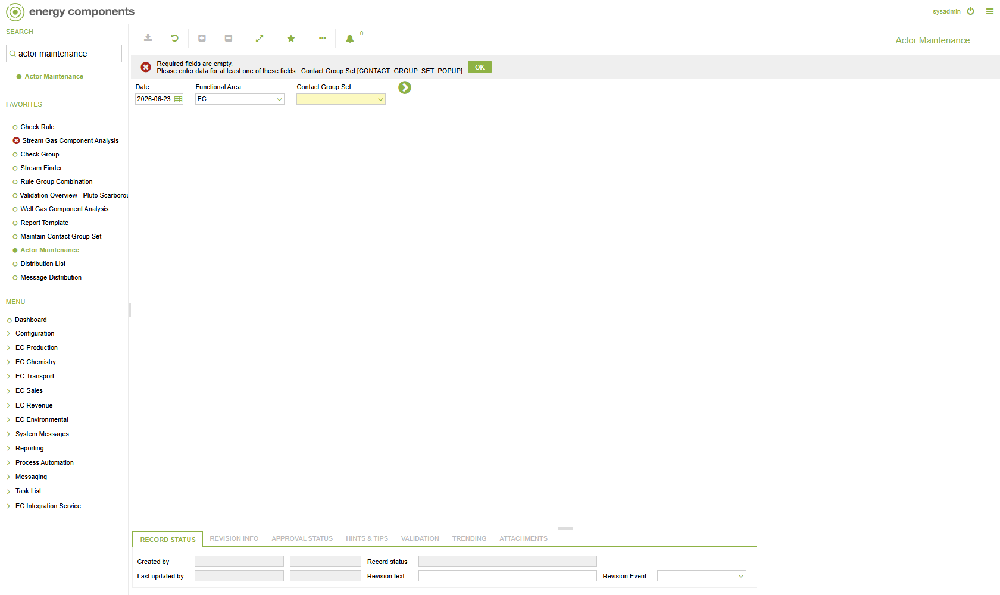 energy components
sysadmin
SEARCH
actor maintenance
Actor Maintenance
FAVORITES
Check Rule
Stream Gas Component Analysis
Check Group
Stream Finder
Rule Group Combination
Validation Overview - Pluto Scarborou
Well Gas Component Analysis
Report Template
Maintain Contact Group Set
Actor Maintenance
Distribution List
Message Distribution
MENU
Dashboard
Configuration
EC Production
EC Chemistry
EC Transport
EC Sales
EC Revenue
EC Environmental
System Messages
Reporting
Process Automation
Messaging
Task List
EC Integration Service
0
Actor Maintenance
Required fields are empty.
Please enter data for at least one of these fields : Contact Group Set [CONTACT_GROUP_SET_POPUP]
OK
Date Functional Area Contact Group Set
2026-06-23 EC
RECORD STATUS REVISION INFO APPROVAL STATUS HINTS & TIPS VALIDATION TRENDING ATTACHMENTS
Created by Record status
Last updated by Revision text Revision Event